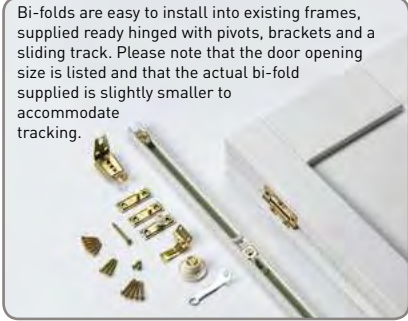 Bi-folds are easy to install into existing frames,
supplied ready hinged with pivots, brackets and a
sliding track. Please note that the door opening
size is listed and that the actual bi-fold
supplied is slightly smaller to
accommodate
tracking.